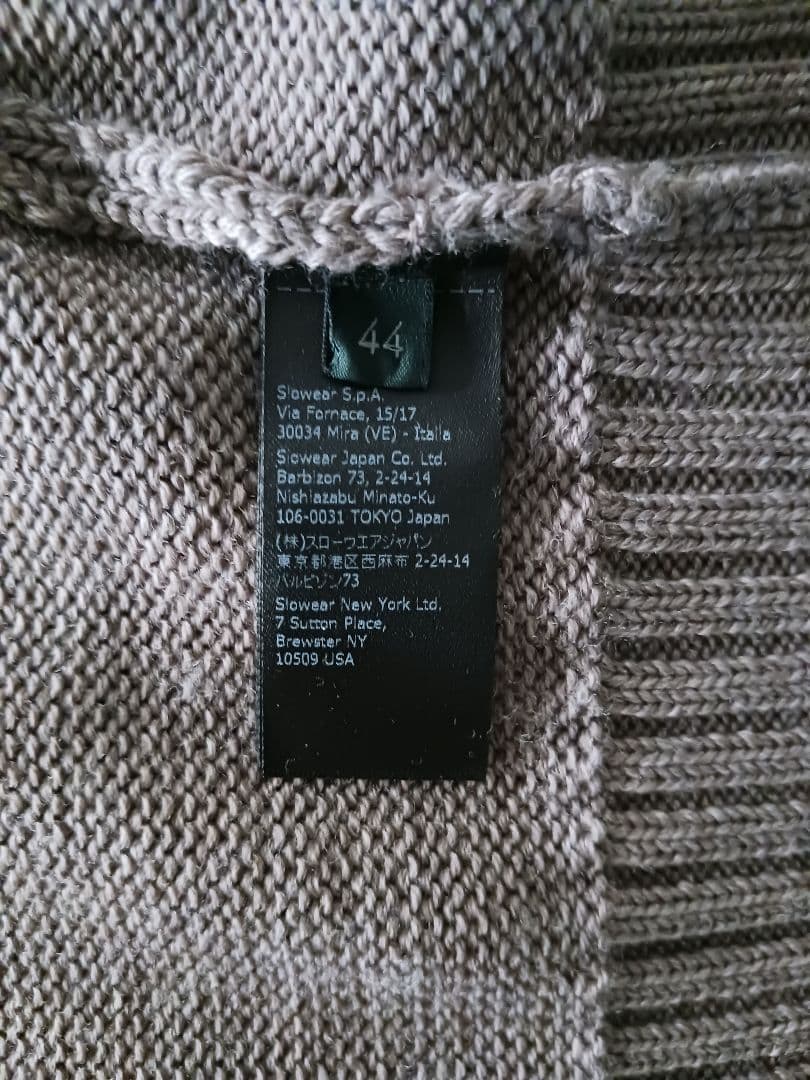 44
Slowear S.p.A.
Via Fornace, 15/17
30034 Mira (VE) - Italia
Slowear Japan Co. Ltd.
Barbizon 73, 2-24-14
Nishiazabu Minato-Ku
106-0031 TOKYO Japan
(株)スローウエアジャパン
東京都港区西麻布 2-24-14
バルビゾン73
Slowear New York Ltd.
7 Sutton Place,
Brewster NY
10509 USA